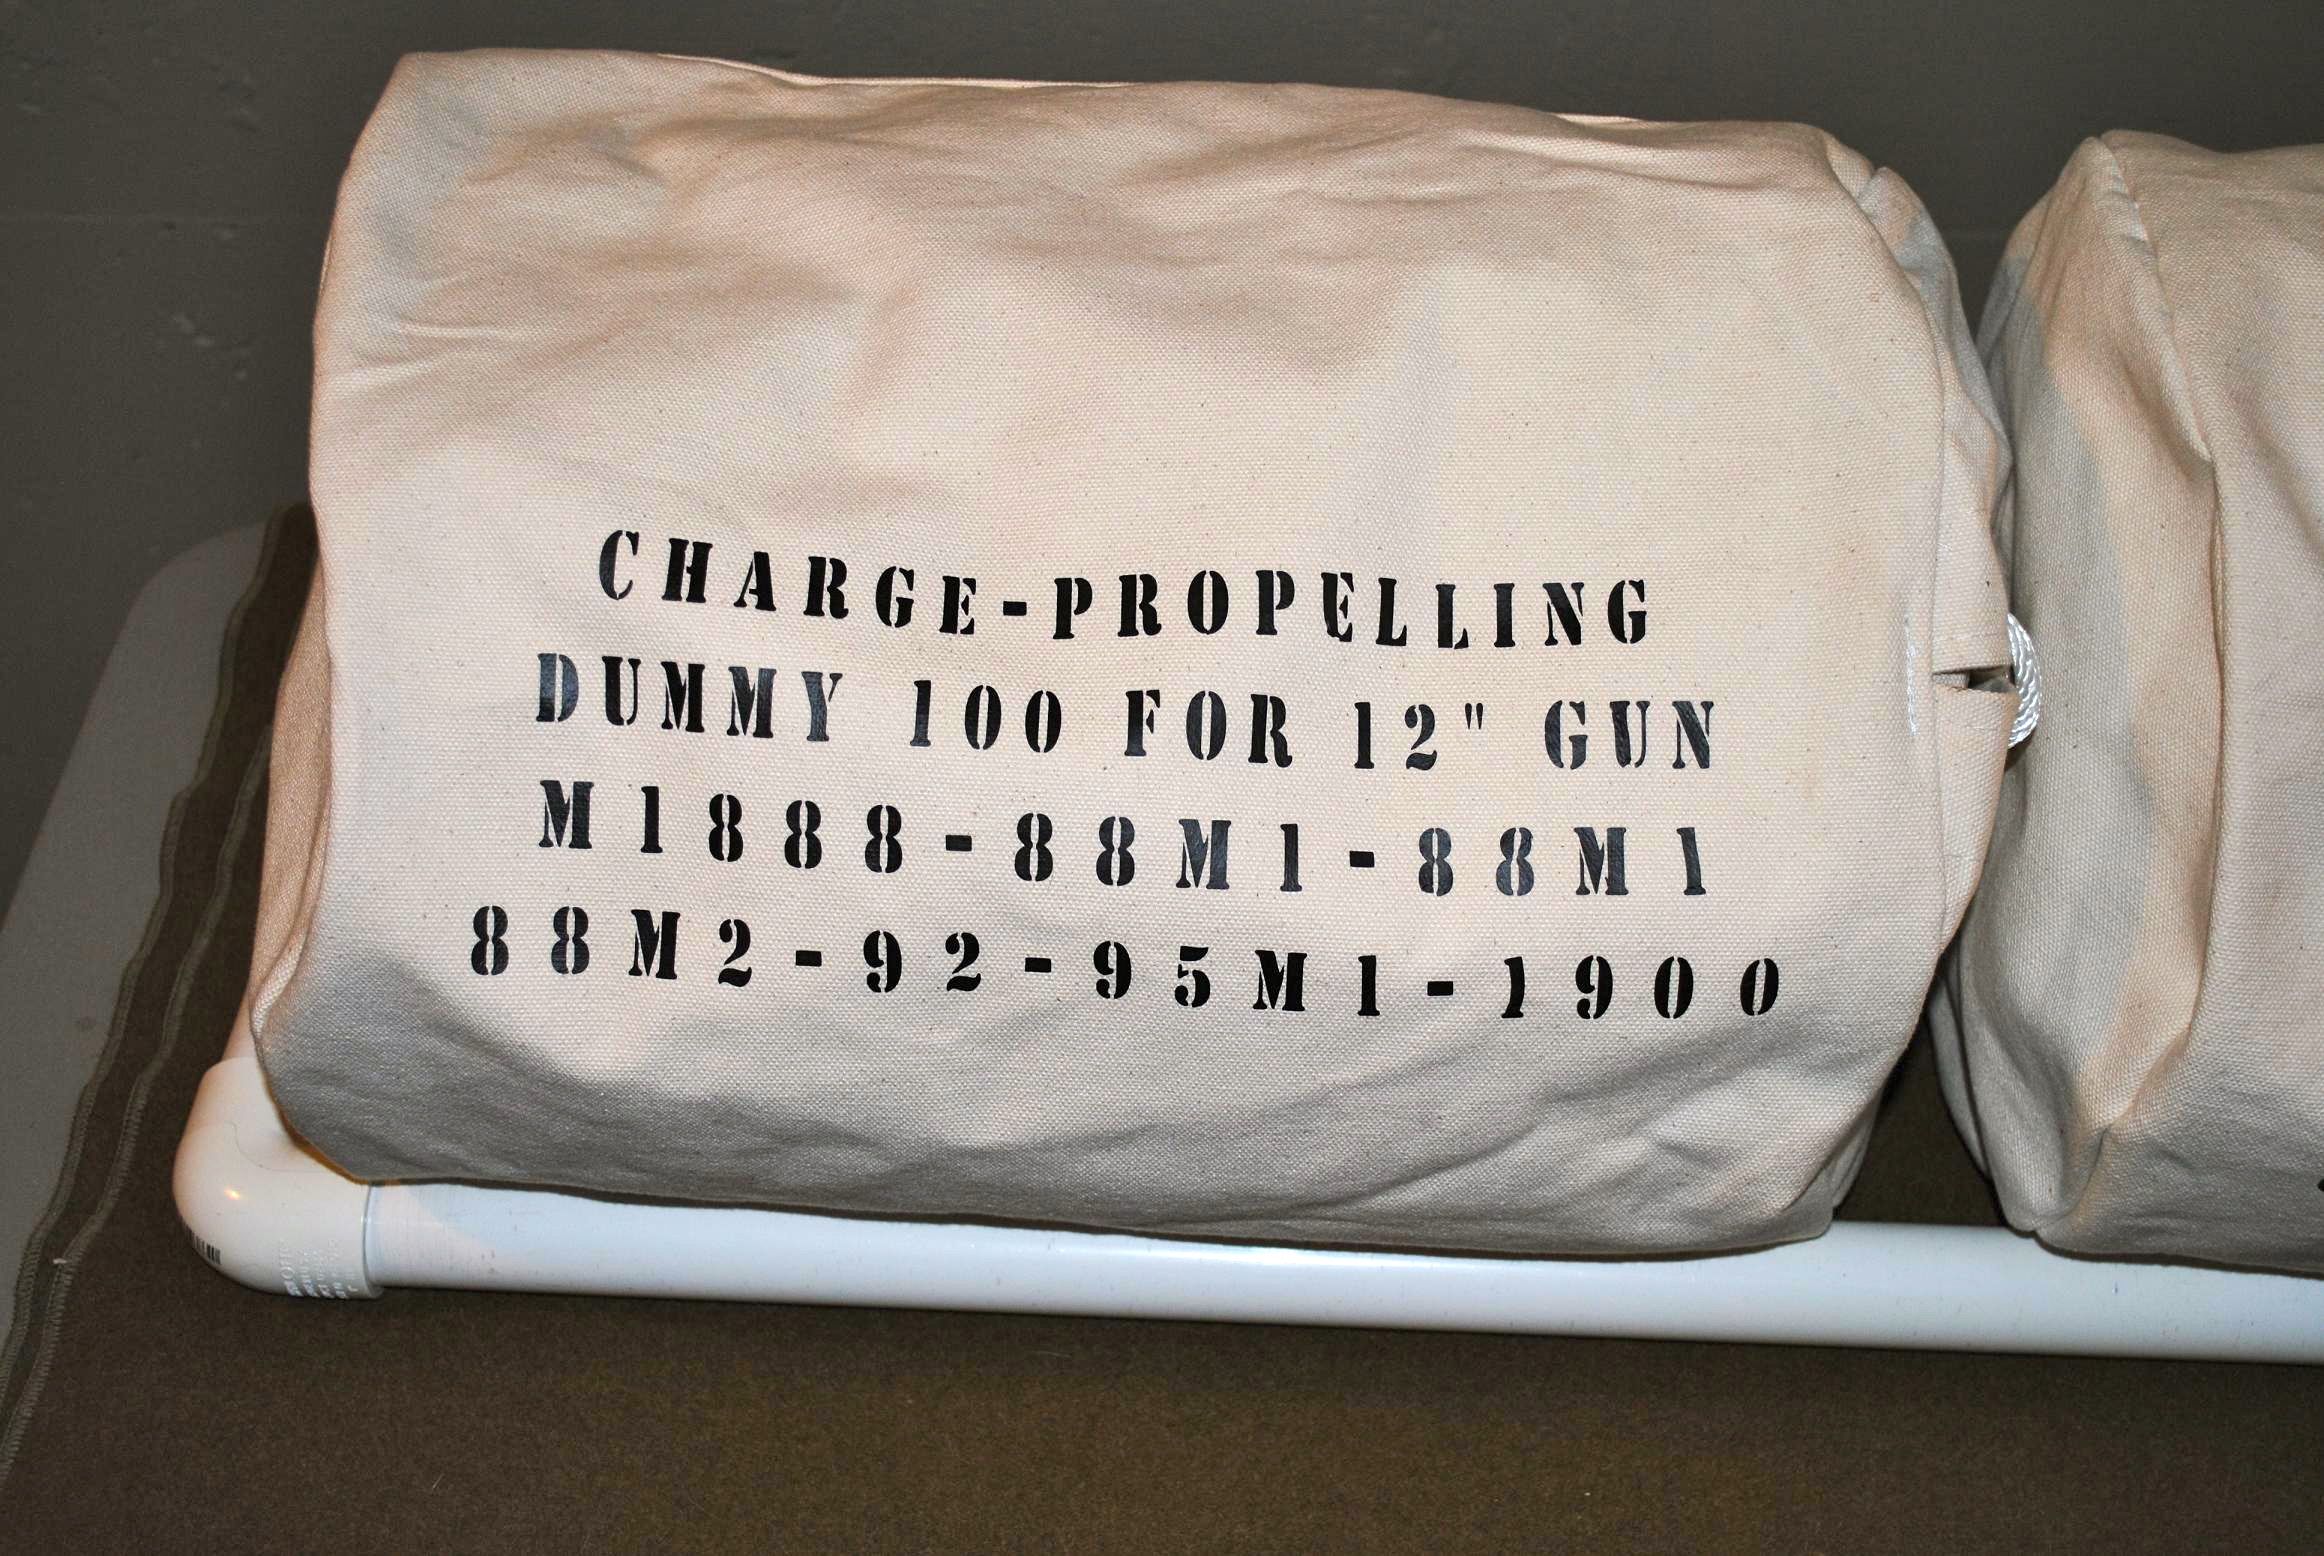 CHARGE-PROPELLING
DUMMY 100 FOR 12" GUN
M1888-88M1-88M1
88M2-92-95M1-1900